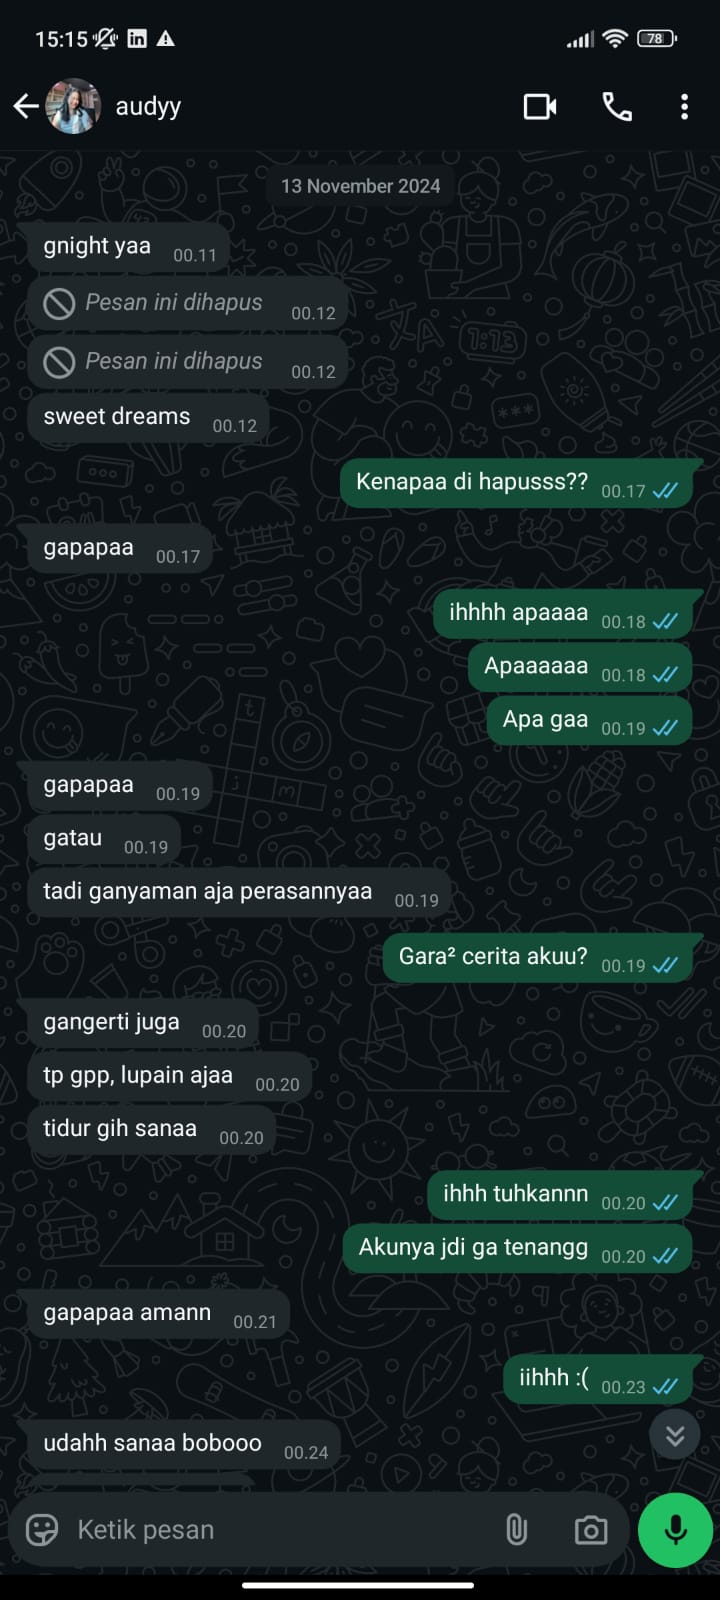 15:15
78
audyy
13 November 2024
gnight yaa 00.11
Pesan ini dihapus 00.12
Pesan ini dihapus 00.12
sweet dreams 00.12
Kenapaa di hapusss?? 00.17
gapapaa 00.17
ihhhh apaaaa 00.18
Apaaaaaa 00.18
Apa gaa 00.19
gapapaa 00.19
gatau 00.19
tadi ganyaman aja perasannyaa 00.19
Gara² cerita akuu? 00.19
gangerti juga 00.20
tp gpp, lupain ajaa 00.20
tidur gih sanaa 00.20
ihhh tuhkannn 00.20
Akunya jdi ga tenangg 00.20
gapapaa amann 00.21
iihhh :( 00.23
udahh sanaa bobooo 00.24
Ketik pesan